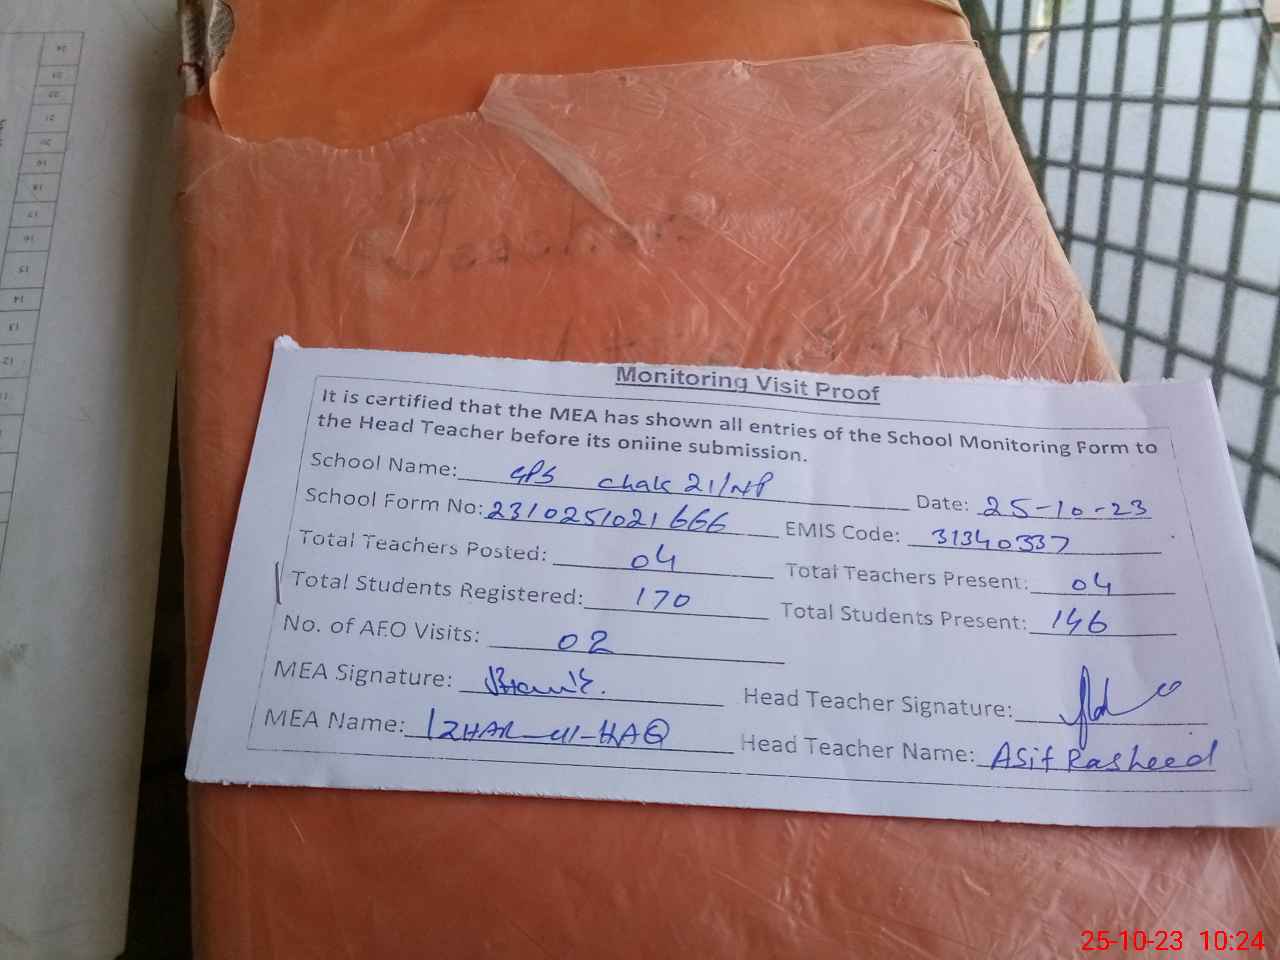 Teacher
Monitoring Visit Proof
It is certified that the MEA has shown all entries of the School Monitoring Form to
the Head Teacher before its online submission.
School Name: GPS Chak 21/NP Date: 25-10-23
School Form No: 2310251021666 EMIS Code: 31340337
Total Teachers Posted: 04 Total Teachers Present: 04
Total Students Registered: 170 Total Students Present: 146
No. of AEO Visits: 02
MEA Signature: Head Teacher Signature:
MEA Name: IZHAR-ul-HAQ Head Teacher Name: Asif Rasheed
25-10-23 10:24